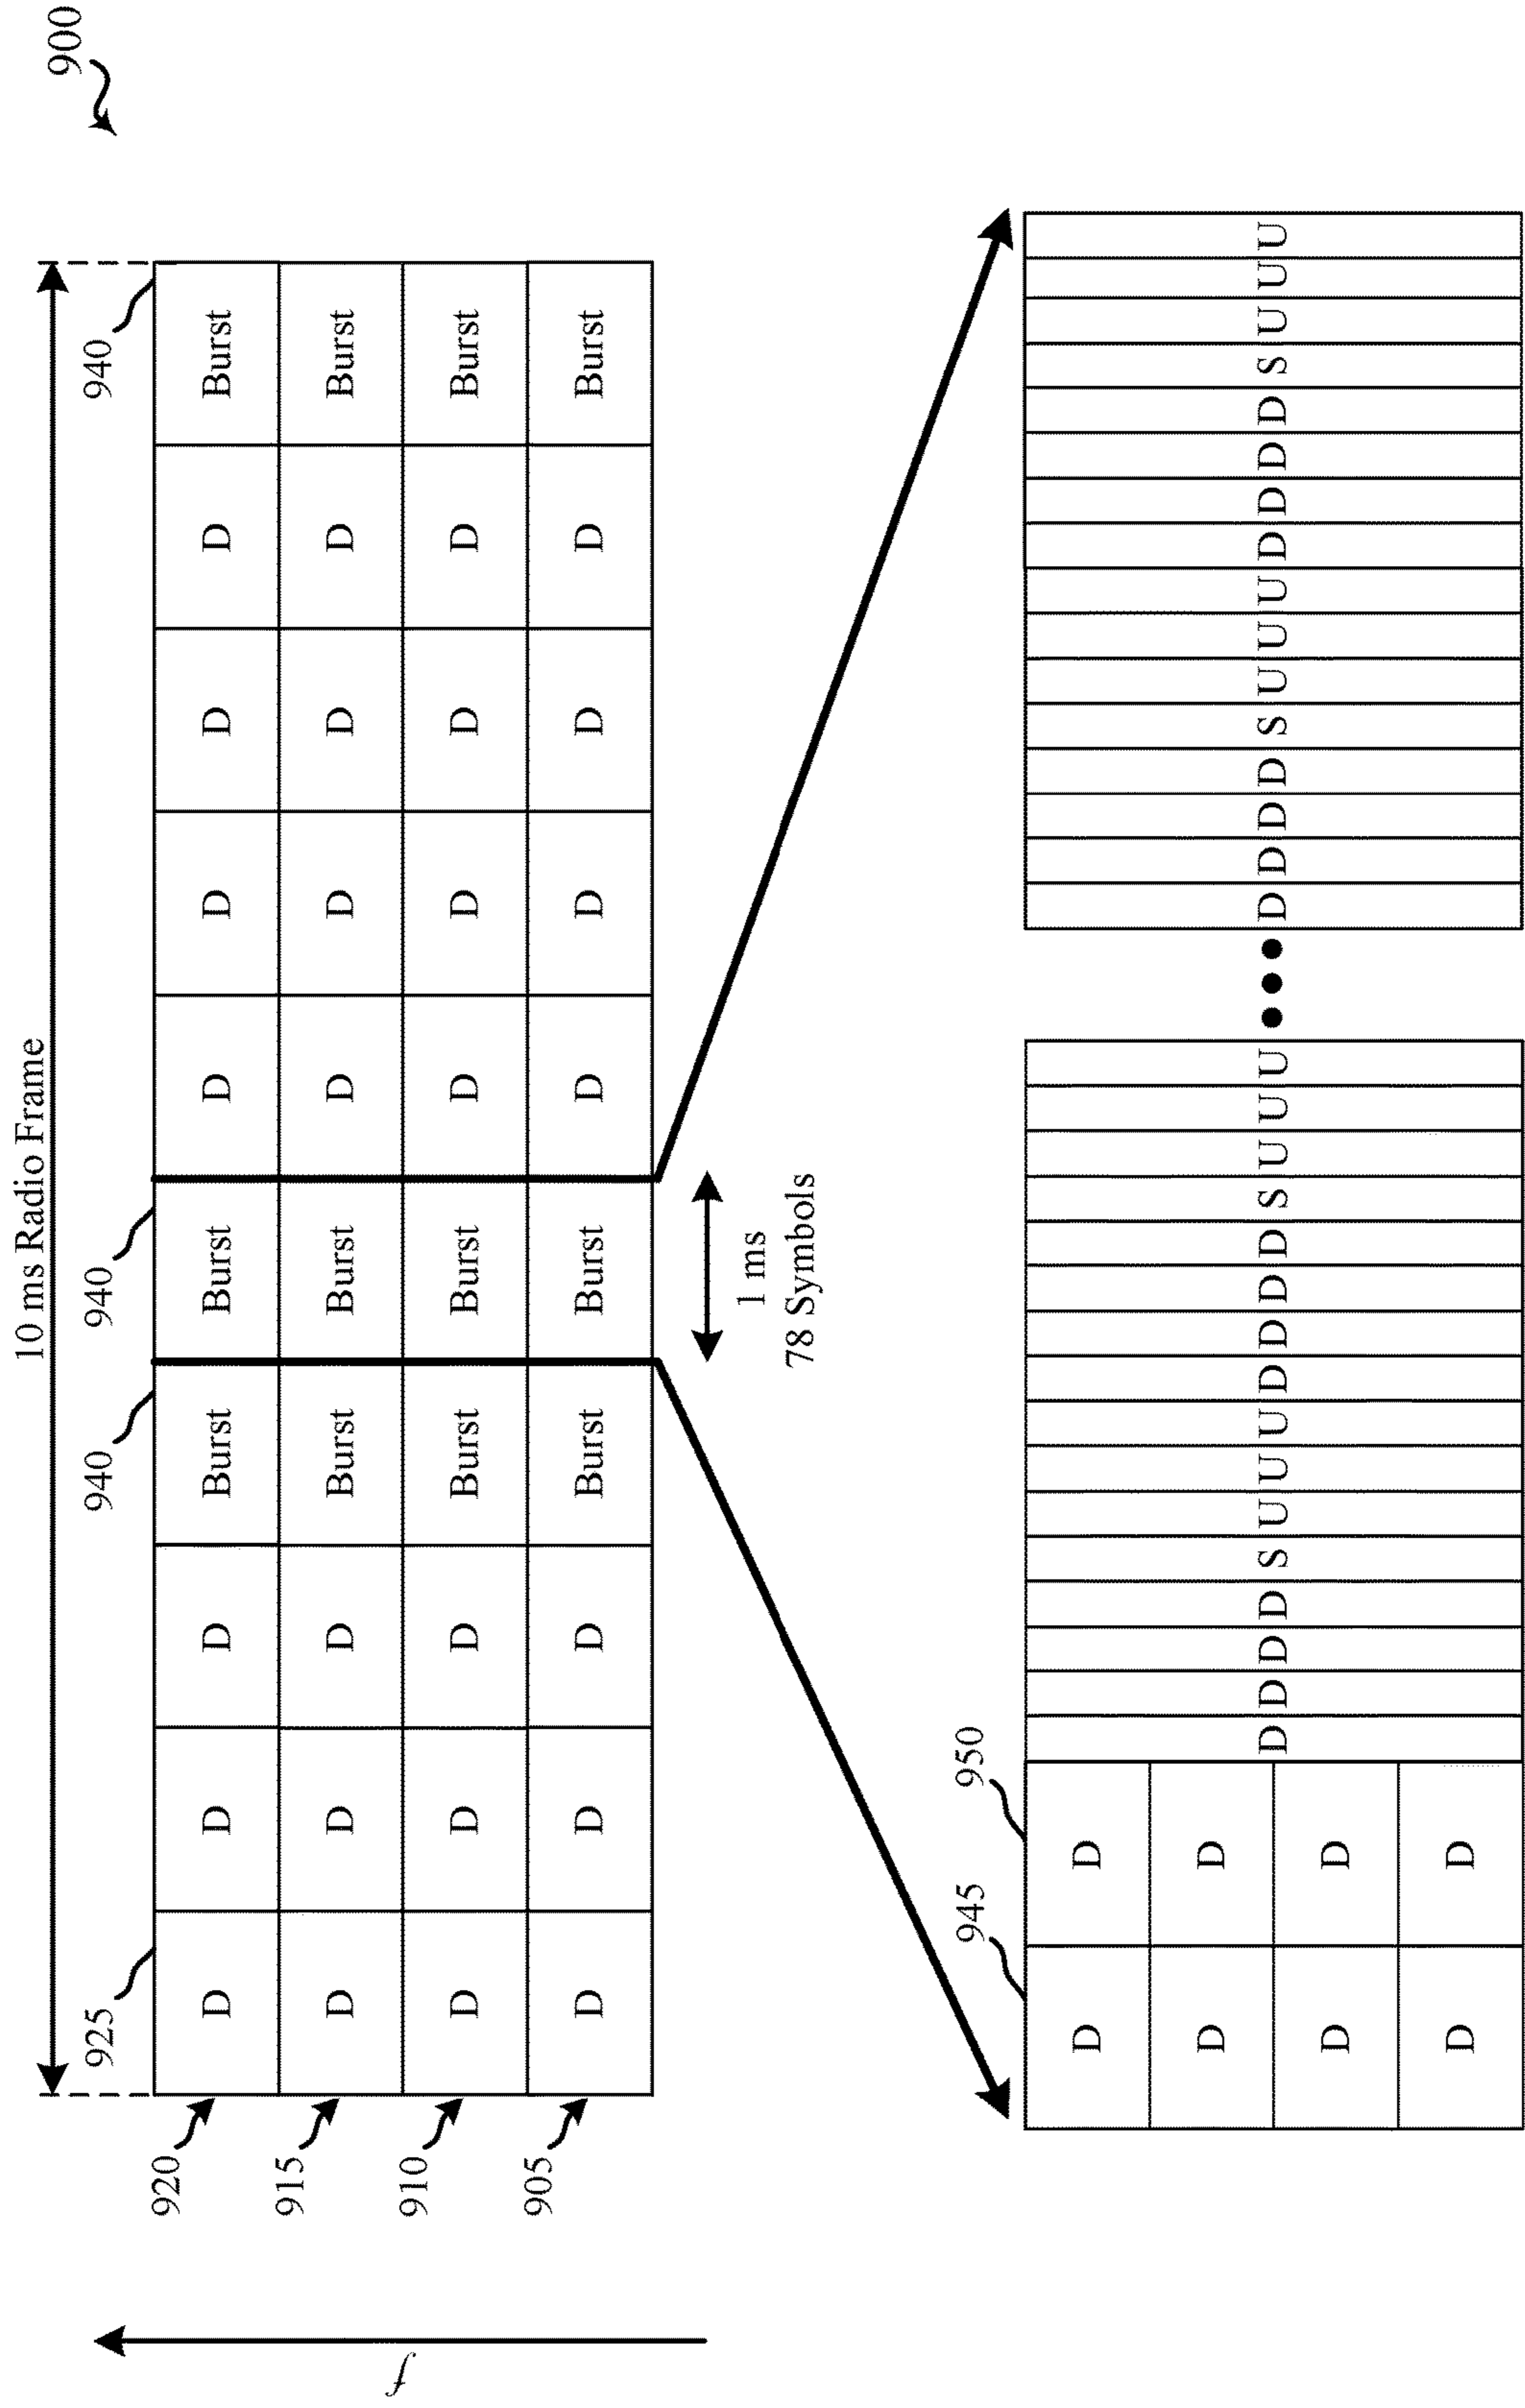 900
10 ms Radio Frame
925 940 940 940
920 D D D Burst Burst D D D D Burst
915 D D D Burst Burst D D D D Burst
910 D D D Burst Burst D D D D Burst
905 D D D Burst Burst D D D D Burst
f
1 ms
78 Symbols
945 950
D D
D D
D D D D S U U U D D D D S U U U ••• D D D D S U U U D D D D S U U U
D D
D D